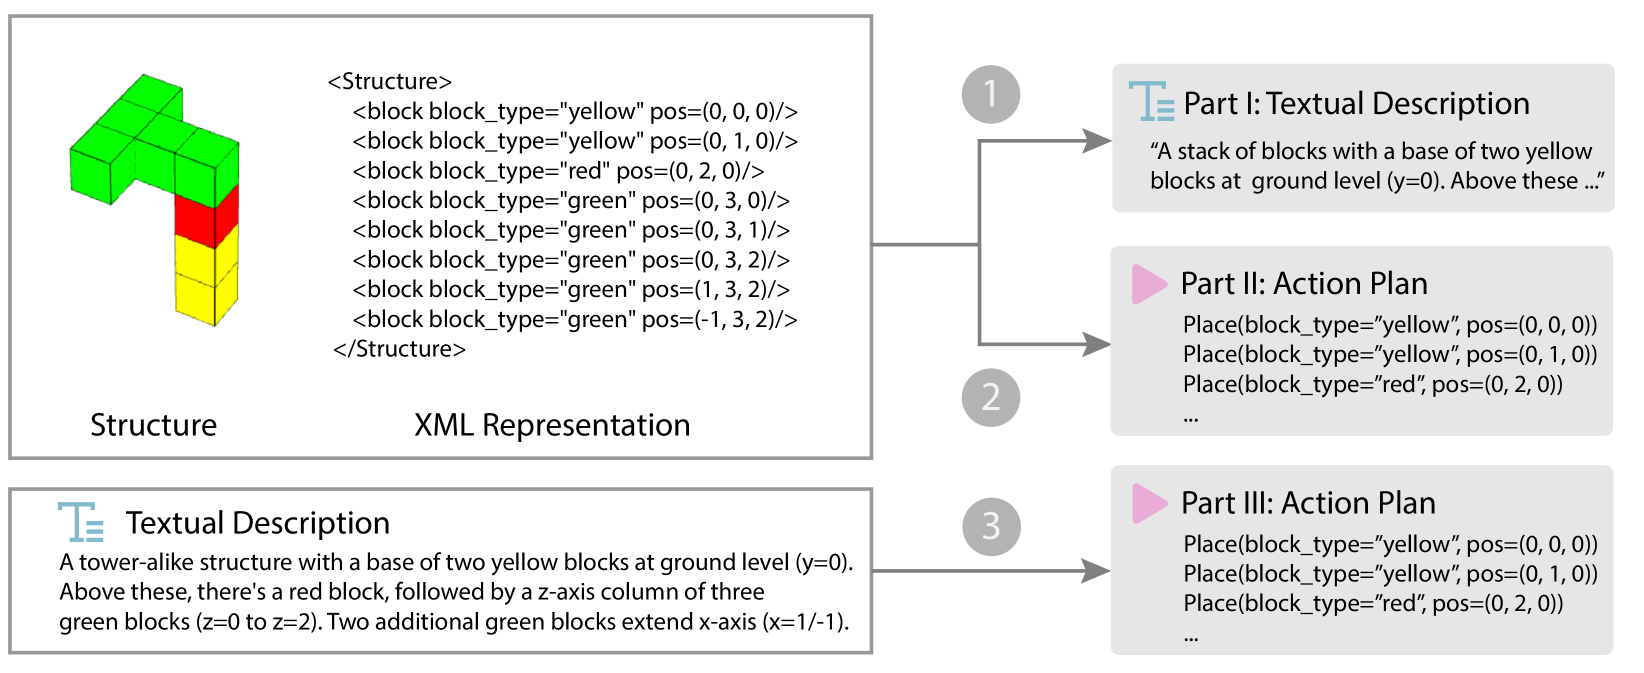 <Structure>
<block block_type="yellow" pos=(0, 0, 0)/>
<block block_type="yellow" pos=(0, 1, 0)/>
<block block_type="red" pos=(0, 2, 0)/>
<block block_type="green" pos=(0, 3, 0)/>
<block block_type="green" pos=(0, 3, 1)/>
<block block_type="green" pos=(0, 3, 2)/>
<block block_type="green" pos=(1, 3, 2)/>
<block block_type="green" pos=(-1, 3, 2)/>
</Structure>
Structure
XML Representation
Textual Description
A tower-alike structure with a base of two yellow blocks at ground level (y=0).
Above these, there's a red block, followed by a z-axis column of three
green blocks (z=0 to z=2). Two additional green blocks extend x-axis (x=1/-1).
1
2
3
Part I: Textual Description
“A stack of blocks with a base of two yellow
blocks at ground level (y=0). Above these ...”
Part II: Action Plan
Place(block_type=”yellow”, pos=(0, 0, 0))
Place(block_type=”yellow”, pos=(0, 1, 0))
Place(block_type=”red”, pos=(0, 2, 0))
...
Part III: Action Plan
Place(block_type=”yellow”, pos=(0, 0, 0))
Place(block_type=”yellow”, pos=(0, 1, 0))
Place(block_type=”red”, pos=(0, 2, 0))
...